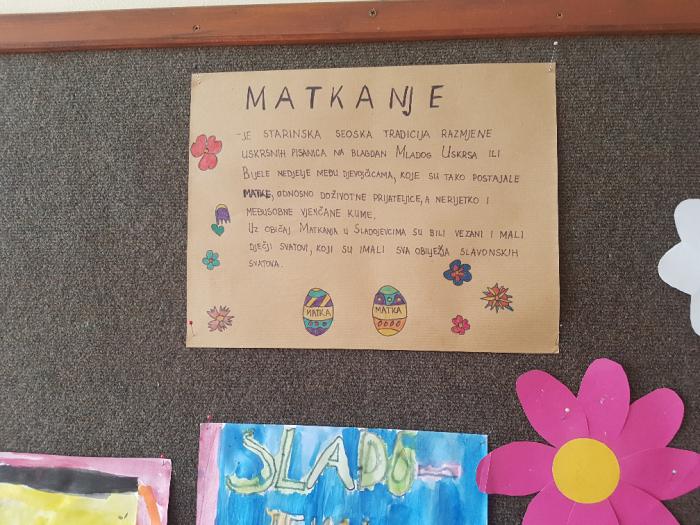 MATKANJE
-JE STARINSKA SEOSKA TRADICIJA RAZMJENE
USKRSNIH PISANICA NA BLAGDAN MLADOG USKRSA ILI
BIJELE NEDJELJE MEĐU DJEVOJČICAMA, KOJE SU TAKO POSTAJALE
MATKE, ODNOSNO DOŽIVOTNE PRIJATELJICE, A NERIJETKO I
MEĐUSOBNE VJENČANE KUME.
UZ OBIČAJ MATKANJA U SLADOJEVCIMA SU BILI VEZANI I MALI
DJEČJI SVATOVI, KOJI SU IMALI SVA OBILJEŽJA SLAVONSKIH
SVATOVA.
MATKA MATKA
SLADO-